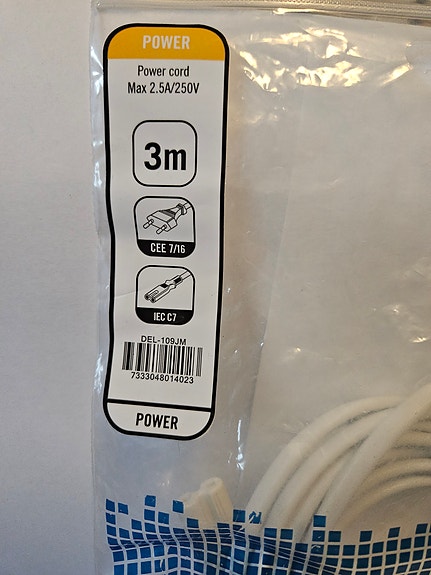 POWER
Power cord
Max 2.5A/250V
3m
CEE 7/16
IEC C7
DEL-109JM
7333048014023
POWER